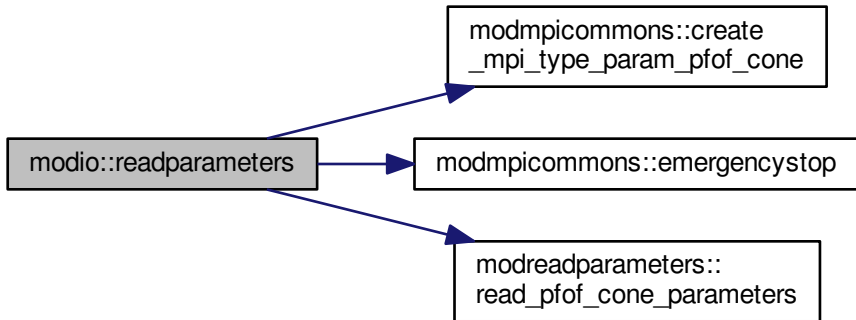 modmpicommons::create
_mpi_type_param_pfof_cone
modio::readparameters
modmpicommons::emergencystop
modreadparameters::
read_pfof_cone_parameters